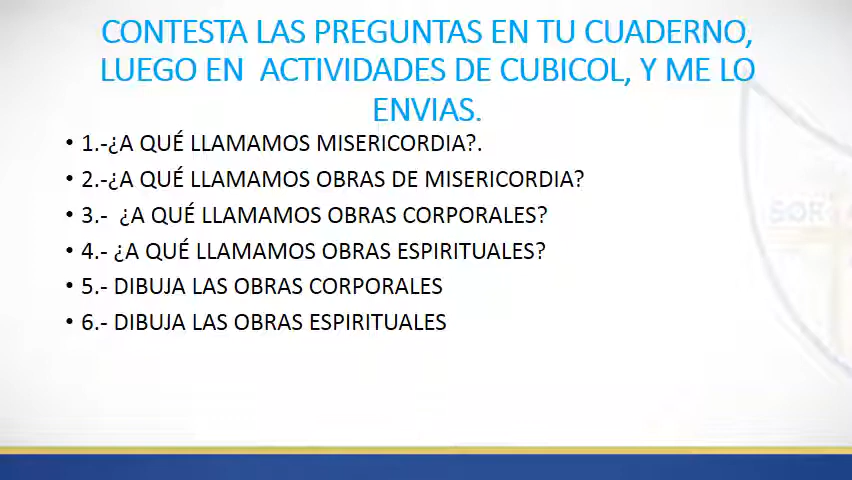 CONTESTA LAS PREGUNTAS EN TU CUADERNO,
LUEGO EN  ACTIVIDADES DE CUBICOL, Y ME LO
ENVIAS.
• 1.-¿A QUÉ LLAMAMOS MISERICORDIA?.
• 2.-¿A QUÉ LLAMAMOS OBRAS DE MISERICORDIA?
• 3.-  ¿A QUÉ LLAMAMOS OBRAS CORPORALES?
• 4.- ¿A QUÉ LLAMAMOS OBRAS ESPIRITUALES?
• 5.- DIBUJA LAS OBRAS CORPORALES
• 6.- DIBUJA LAS OBRAS ESPIRITUALES